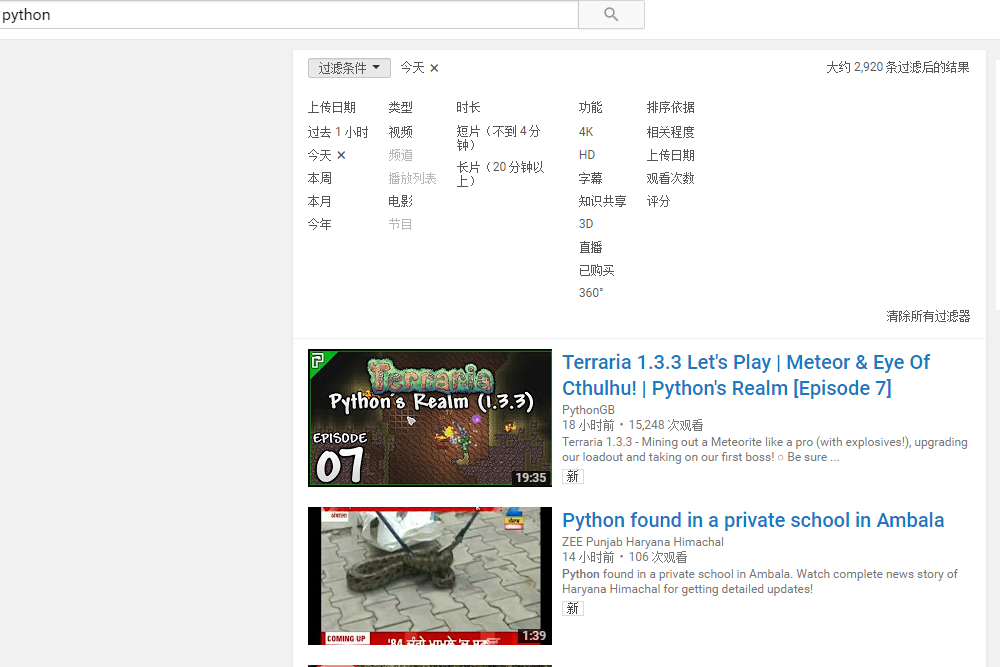 python
过滤条件 今天 ×
大约 2,920 条过滤后的结果
上传日期
过去 1 小时
今天 ×
本周
本月
今年
类型
视频
频道
播放列表
电影
节目
时长
短片（不到 4 分
钟）
长片（20 分钟以
上）
功能
4K
HD
字幕
知识共享
3D
直播
已购买
360°
排序依据
相关程度
上传日期
观看次数
评分
清除所有过滤器
Terraria
Python's Realm (1.3.3)
EPISODE
07
19:35
Terraria 1.3.3 Let's Play | Meteor & Eye Of
Cthulhu! | Python's Realm [Episode 7]
PythonGB
18 小时前 • 15,248 次观看
Terraria 1.3.3 - Mining out a Meteorite like a pro (with explosives!), upgrading
our loadout and taking on our first boss! ○ Be sure ...
新
ਅੰਬਾਲਾ
COMING UP
1:39
Python found in a private school in Ambala
ZEE Punjab Haryana Himachal
14 小时前 • 106 次观看
Python found in a private school in Ambala. Watch complete news story of
Haryana Himachal for getting detailed updates!
新